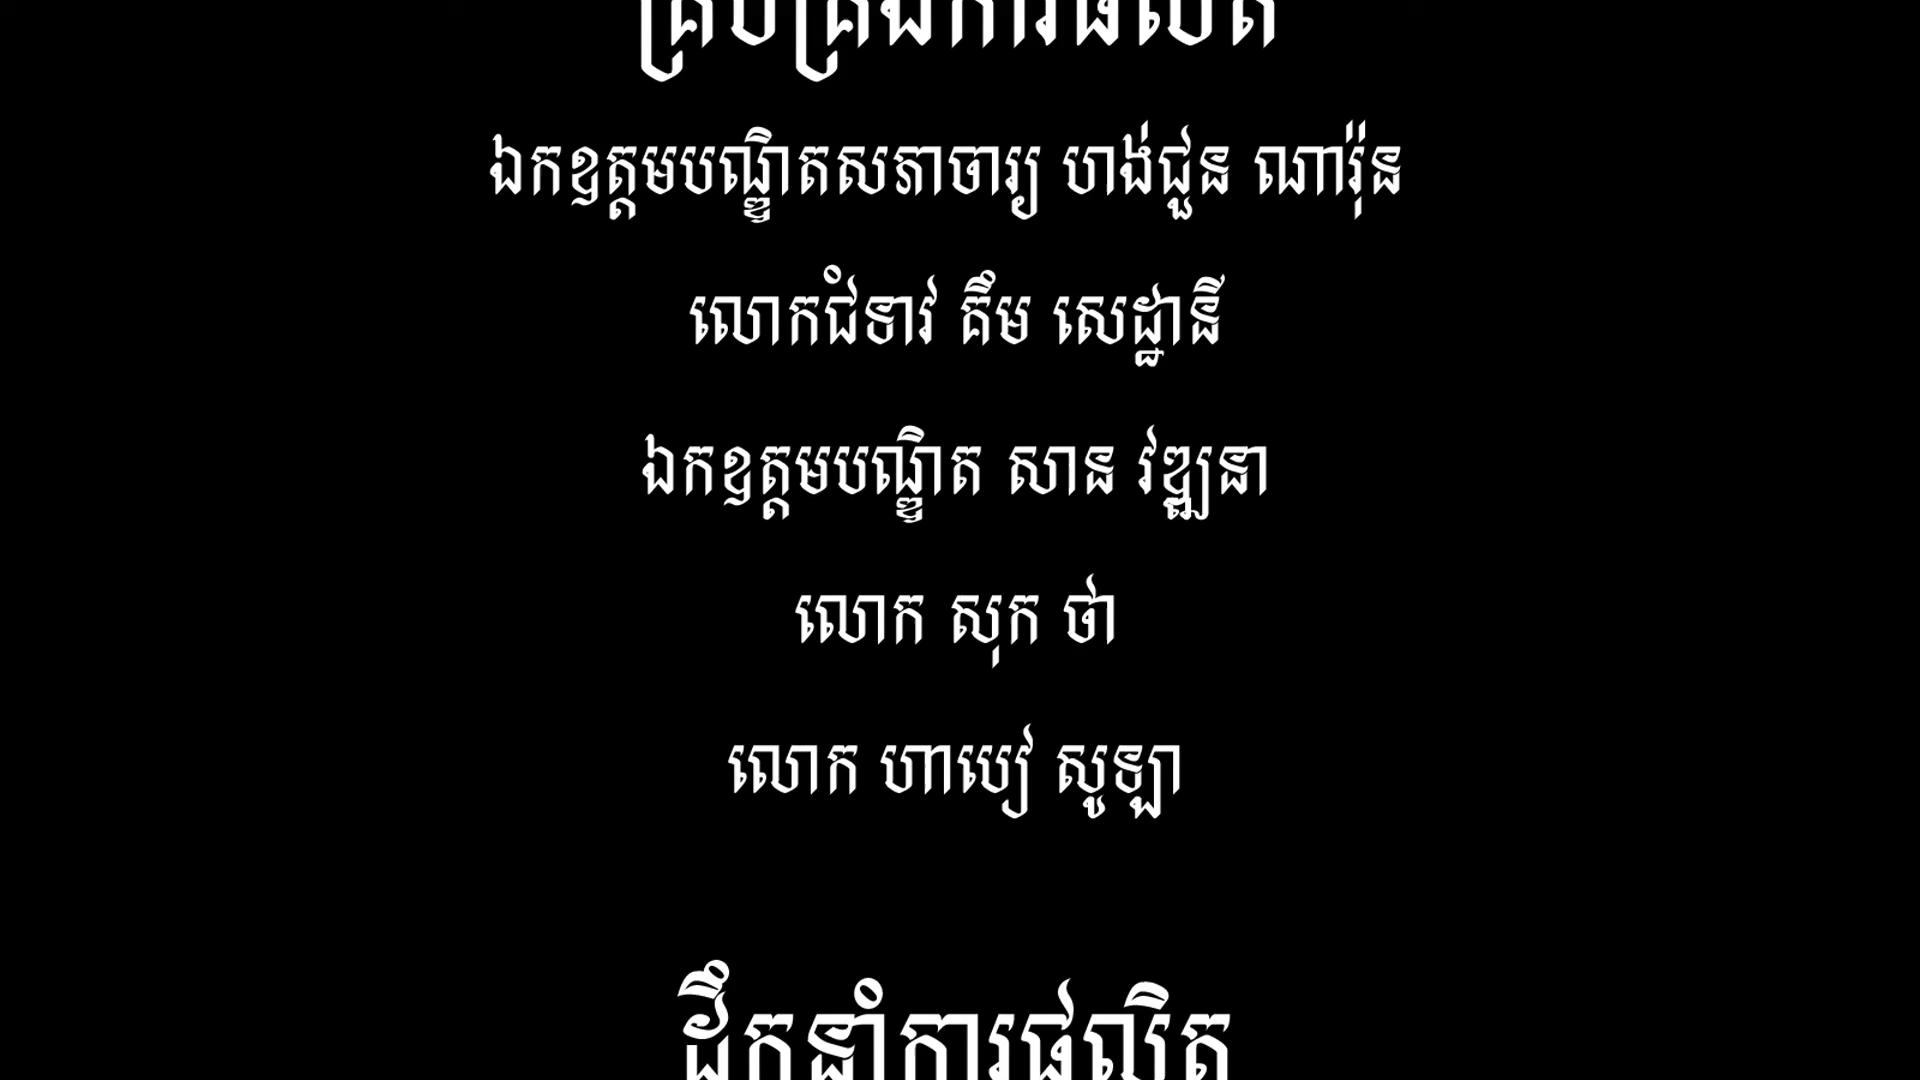 គ្រប់គ្រងការផលិត
ឯកឧត្តមបណ្ឌិតសភាចារ្យ ហង់ជួន ណារ៉ុន
លោកជំទាវ គឹម សេដ្ឋានី
ឯកឧត្តមបណ្ឌិត សាន វឌ្ឍនា
លោក សុក ថា
លោក ហាប៊ៀ សូឡា
ដឹកនាំការផលិត